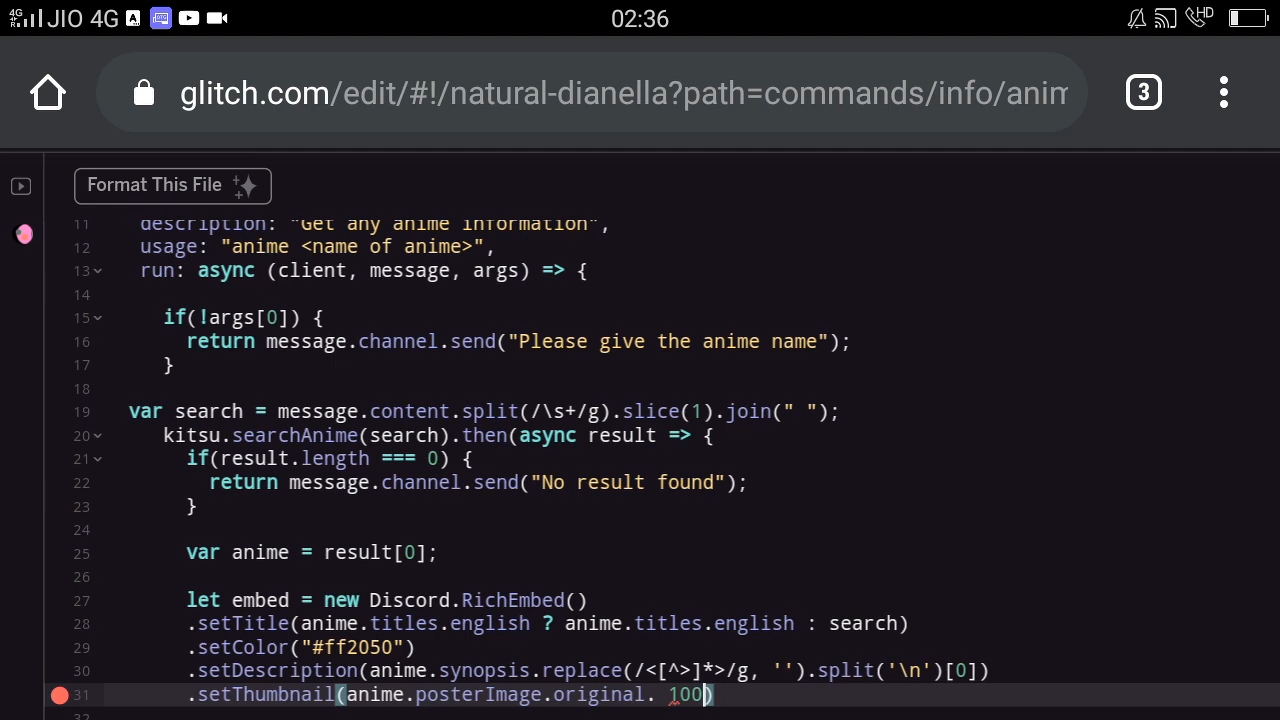 4G R JIO 4G A 02:36 HD
glitch.com/edit/#!/natural-dianella?path=commands/info/anim 3
Format This File
11 description: "Get any anime information",
12 usage: "anime <name of anime>",
13 run: async (client, message, args) => {
14
15 if(!args[0]) {
16 return message.channel.send("Please give the anime name");
17 }
18
19 var search = message.content.split(/\s+/g).slice(1).join(" ");
20 kitsu.searchAnime(search).then(async result => {
21 if(result.length === 0) {
22 return message.channel.send("No result found");
23 }
24
25 var anime = result[0];
26
27 let embed = new Discord.RichEmbed()
28 .setTitle(anime.titles.english ? anime.titles.english : search)
29 .setColor("#ff2050")
30 .setDescription(anime.synopsis.replace(/<[^>]*>/g, '').split('\n')[0])
31 .setThumbnail(anime.posterImage.original. 100)
32